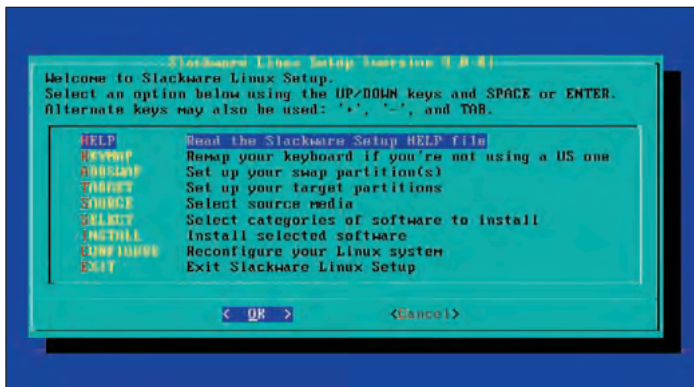 Slackware Linux Setup (version 9.0.0)
Welcome to Slackware Linux Setup.
Select an option below using the UP/DOWN keys and SPACE or ENTER.
Alternate keys may also be used: '+', '-', and TAB.
HELP Read the Slackware Setup HELP file
KEYMAP Remap your keyboard if you're not using a US one
ADDSWAP Set up your swap partition(s)
TARGET Set up your target partitions
SOURCE Select source media
SELECT Select categories of software to install
INSTALL Install selected software
CONFIGURE Reconfigure your Linux system
EXIT Exit Slackware Linux Setup
< OK > <Cancel>